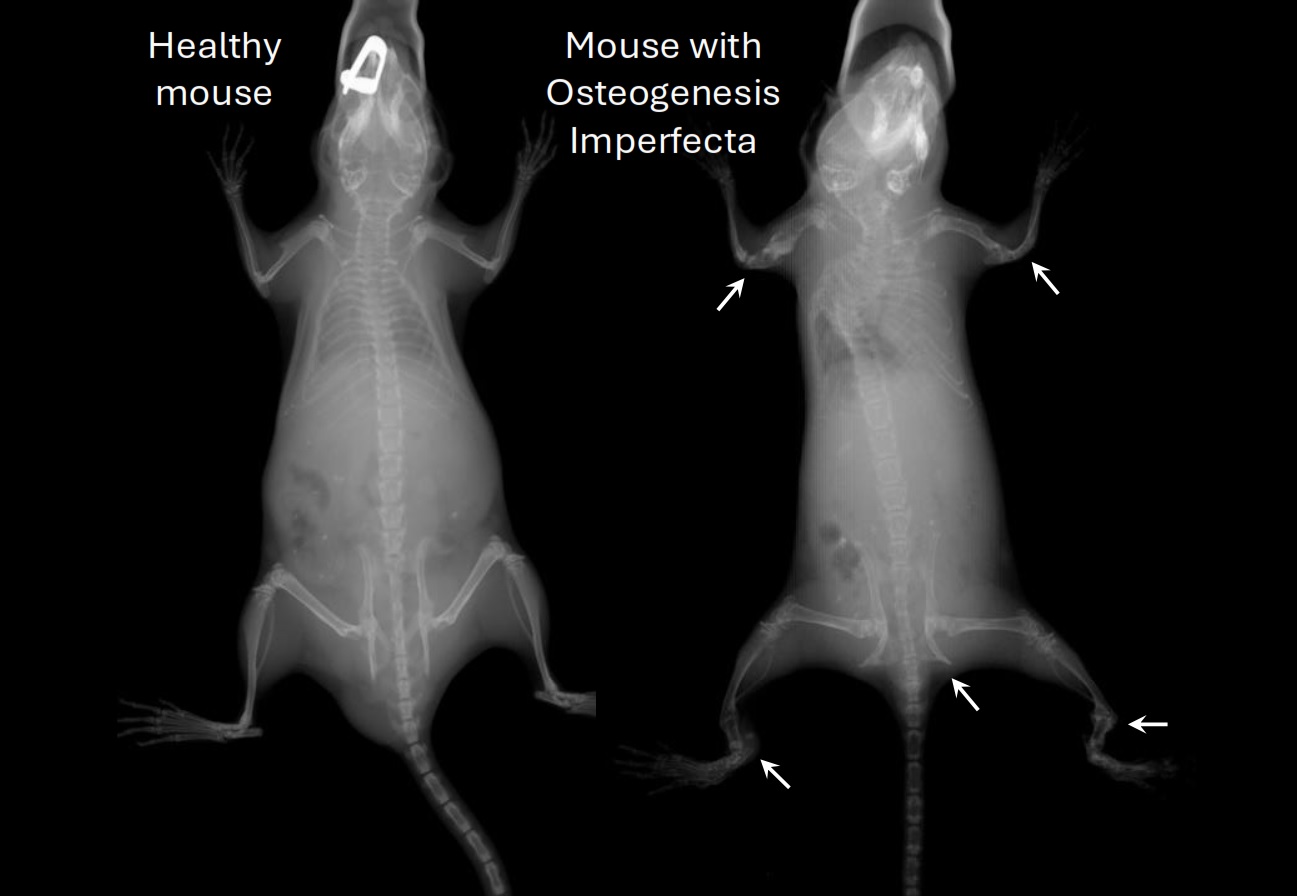 Healthy
mouse
Mouse with
Osteogenesis
Imperfecta